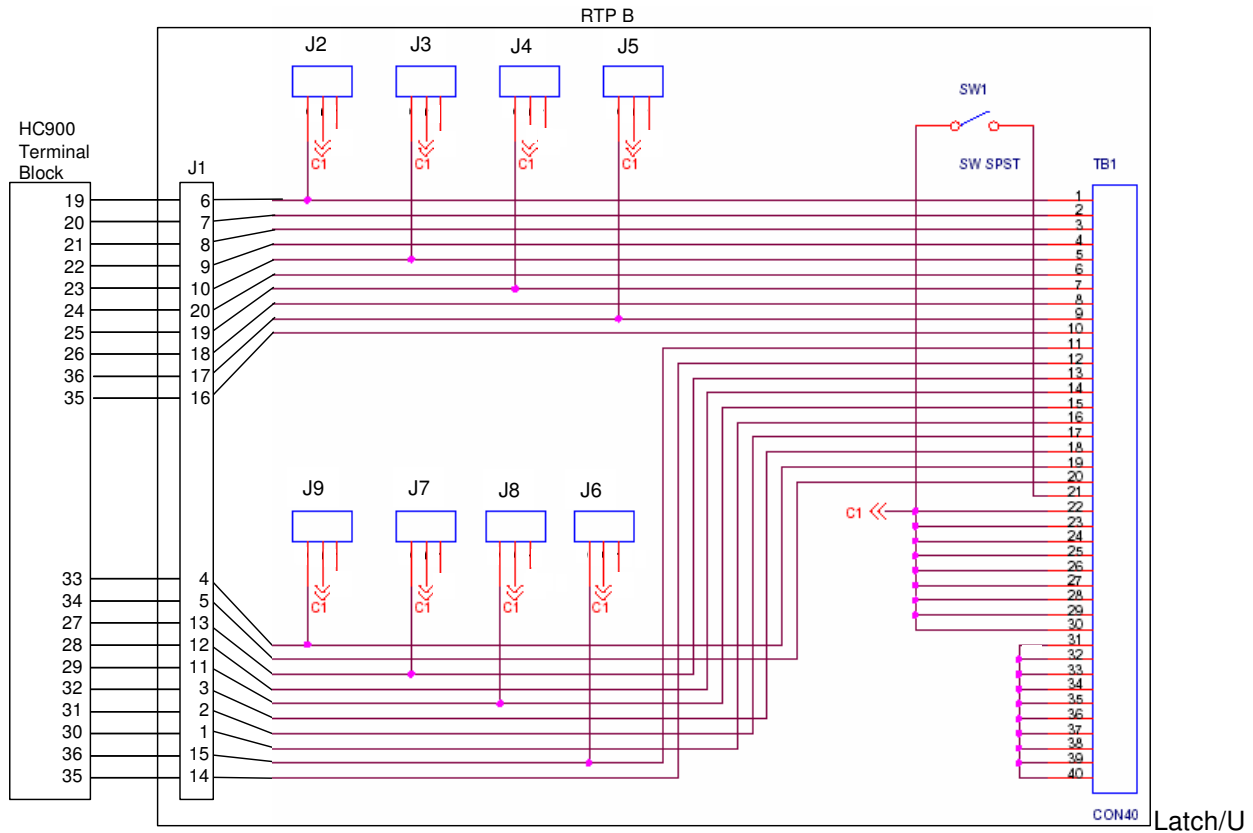 RTP B
J2 J3 J4 J5
C1 C1 C1 C1
SW1
SW SPST
TB1
HC900
Terminal
Block
J1
19 6 1
20 7 2
21 8 3
22 9 4
23 10 5
24 20 6
25 19 7
26 18 8
36 17 9
35 16 10
11
12
13
14
15
16
17
18
19
20
21
J9 J7 J8 J6
C1 C1 C1 C1
C1
22
23
24
25
26
27
28
29
30
31
32
33
34
35
36
37
38
39
40
33 4
34 5
27 13
28 12
29 11
32 3
31 2
30 1
36 15
35 14
CON40
Latch/U